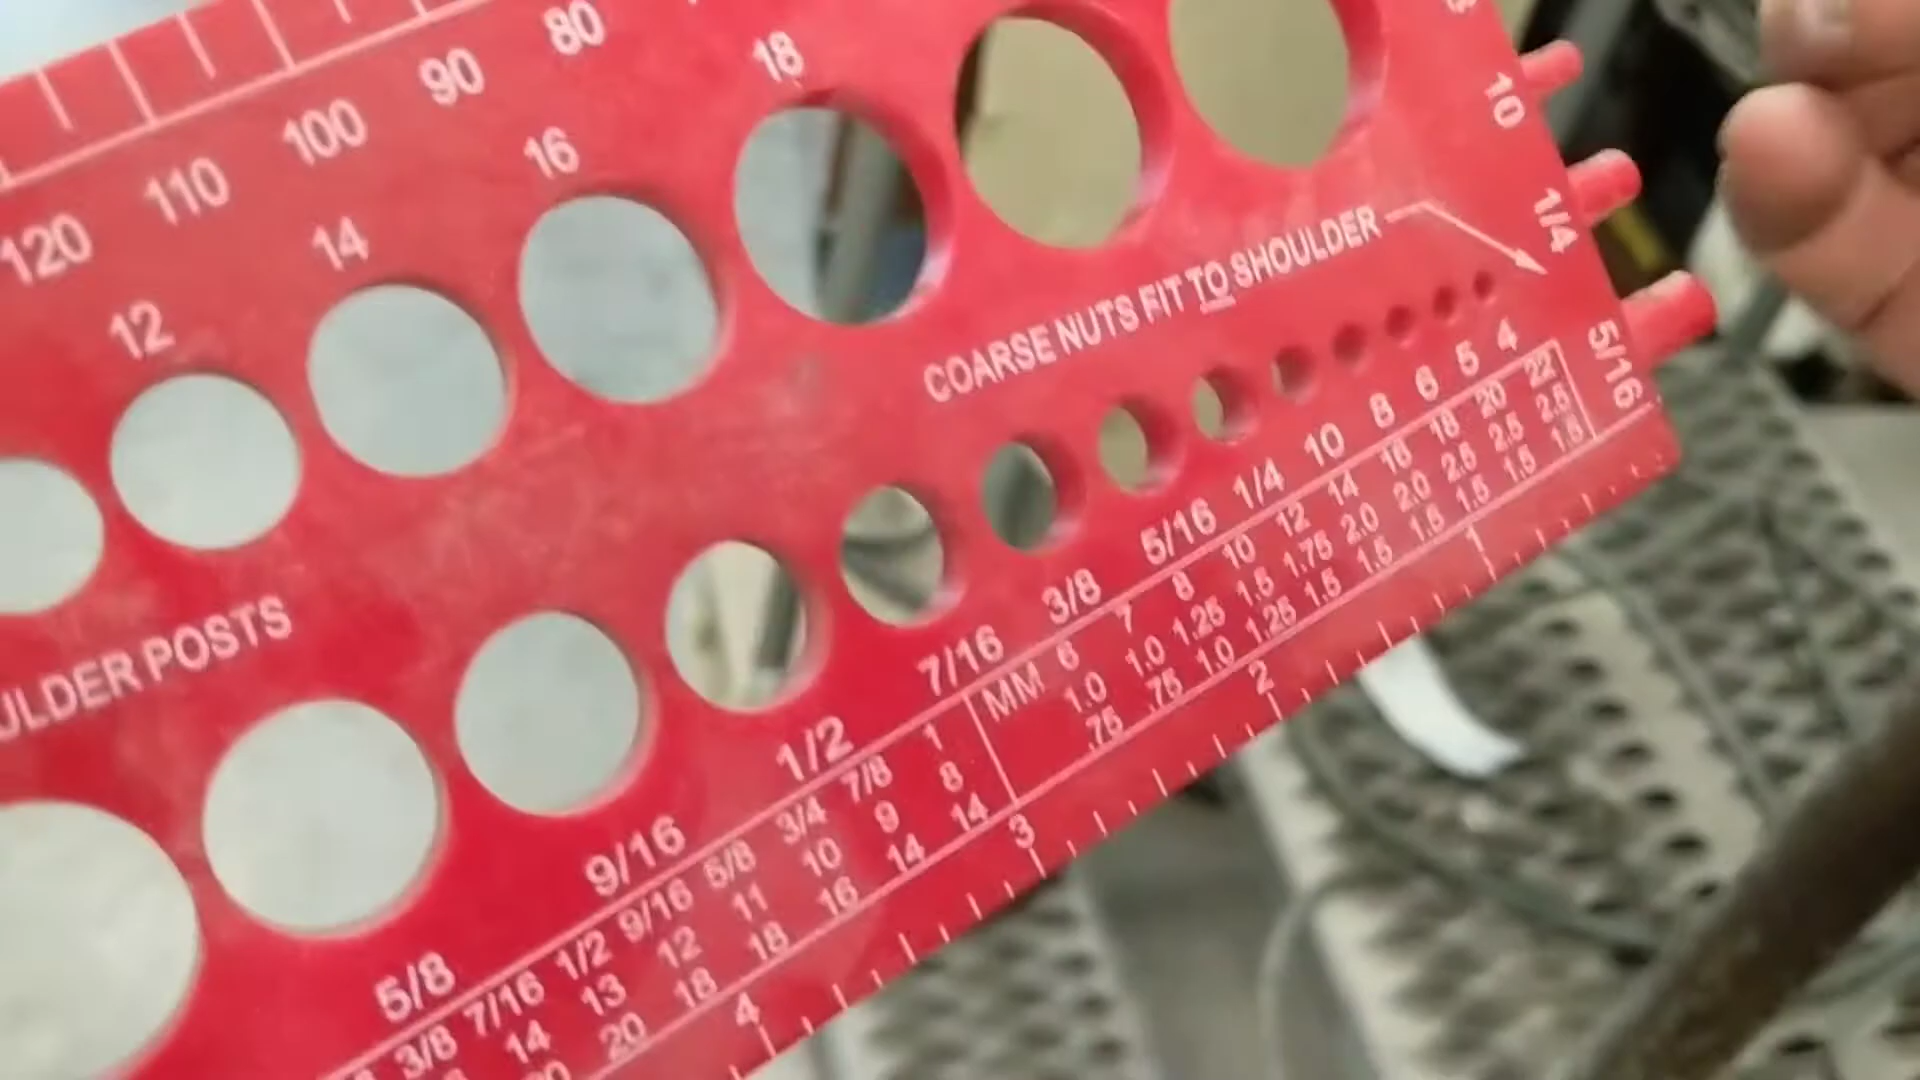 120 110 100 90 80
12 14 16 18
COARSE NUTS FIT TO SHOULDER
10
1/4
5/16
ULDER POSTS
5/8 9/16 1/2 7/16 3/8 5/16 1/4 10 8 6 5 4
3/8 7/16 1/2 9/16 5/8 3/4 7/8 1
14 13 12 11 10 9 8
20 18 18 16 14 14
MM 6 7 8 10 12 14 16 18 20 22
1.0 1.0 1.25 1.5 1.75 2.0 2.0 2.5 2.5 2.5
.75 .75 1.0 1.25 1.5 1.5 1.5 1.5 1.5 1.5
4 3 2 1